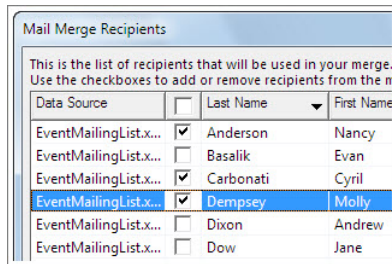 Mail Merge Recipients
This is the list of recipients that will be used in your merge.
Use the checkboxes to add or remove recipients from the m
Data Source Last Name First Name
EventMailingList.x... Anderson Nancy
EventMailingList.x... Basalik Evan
EventMailingList.x... Carbonati Cyril
EventMailingList.x... Dempsey Molly
EventMailingList.x... Dixon Andrew
EventMailingList.x... Dow Jane